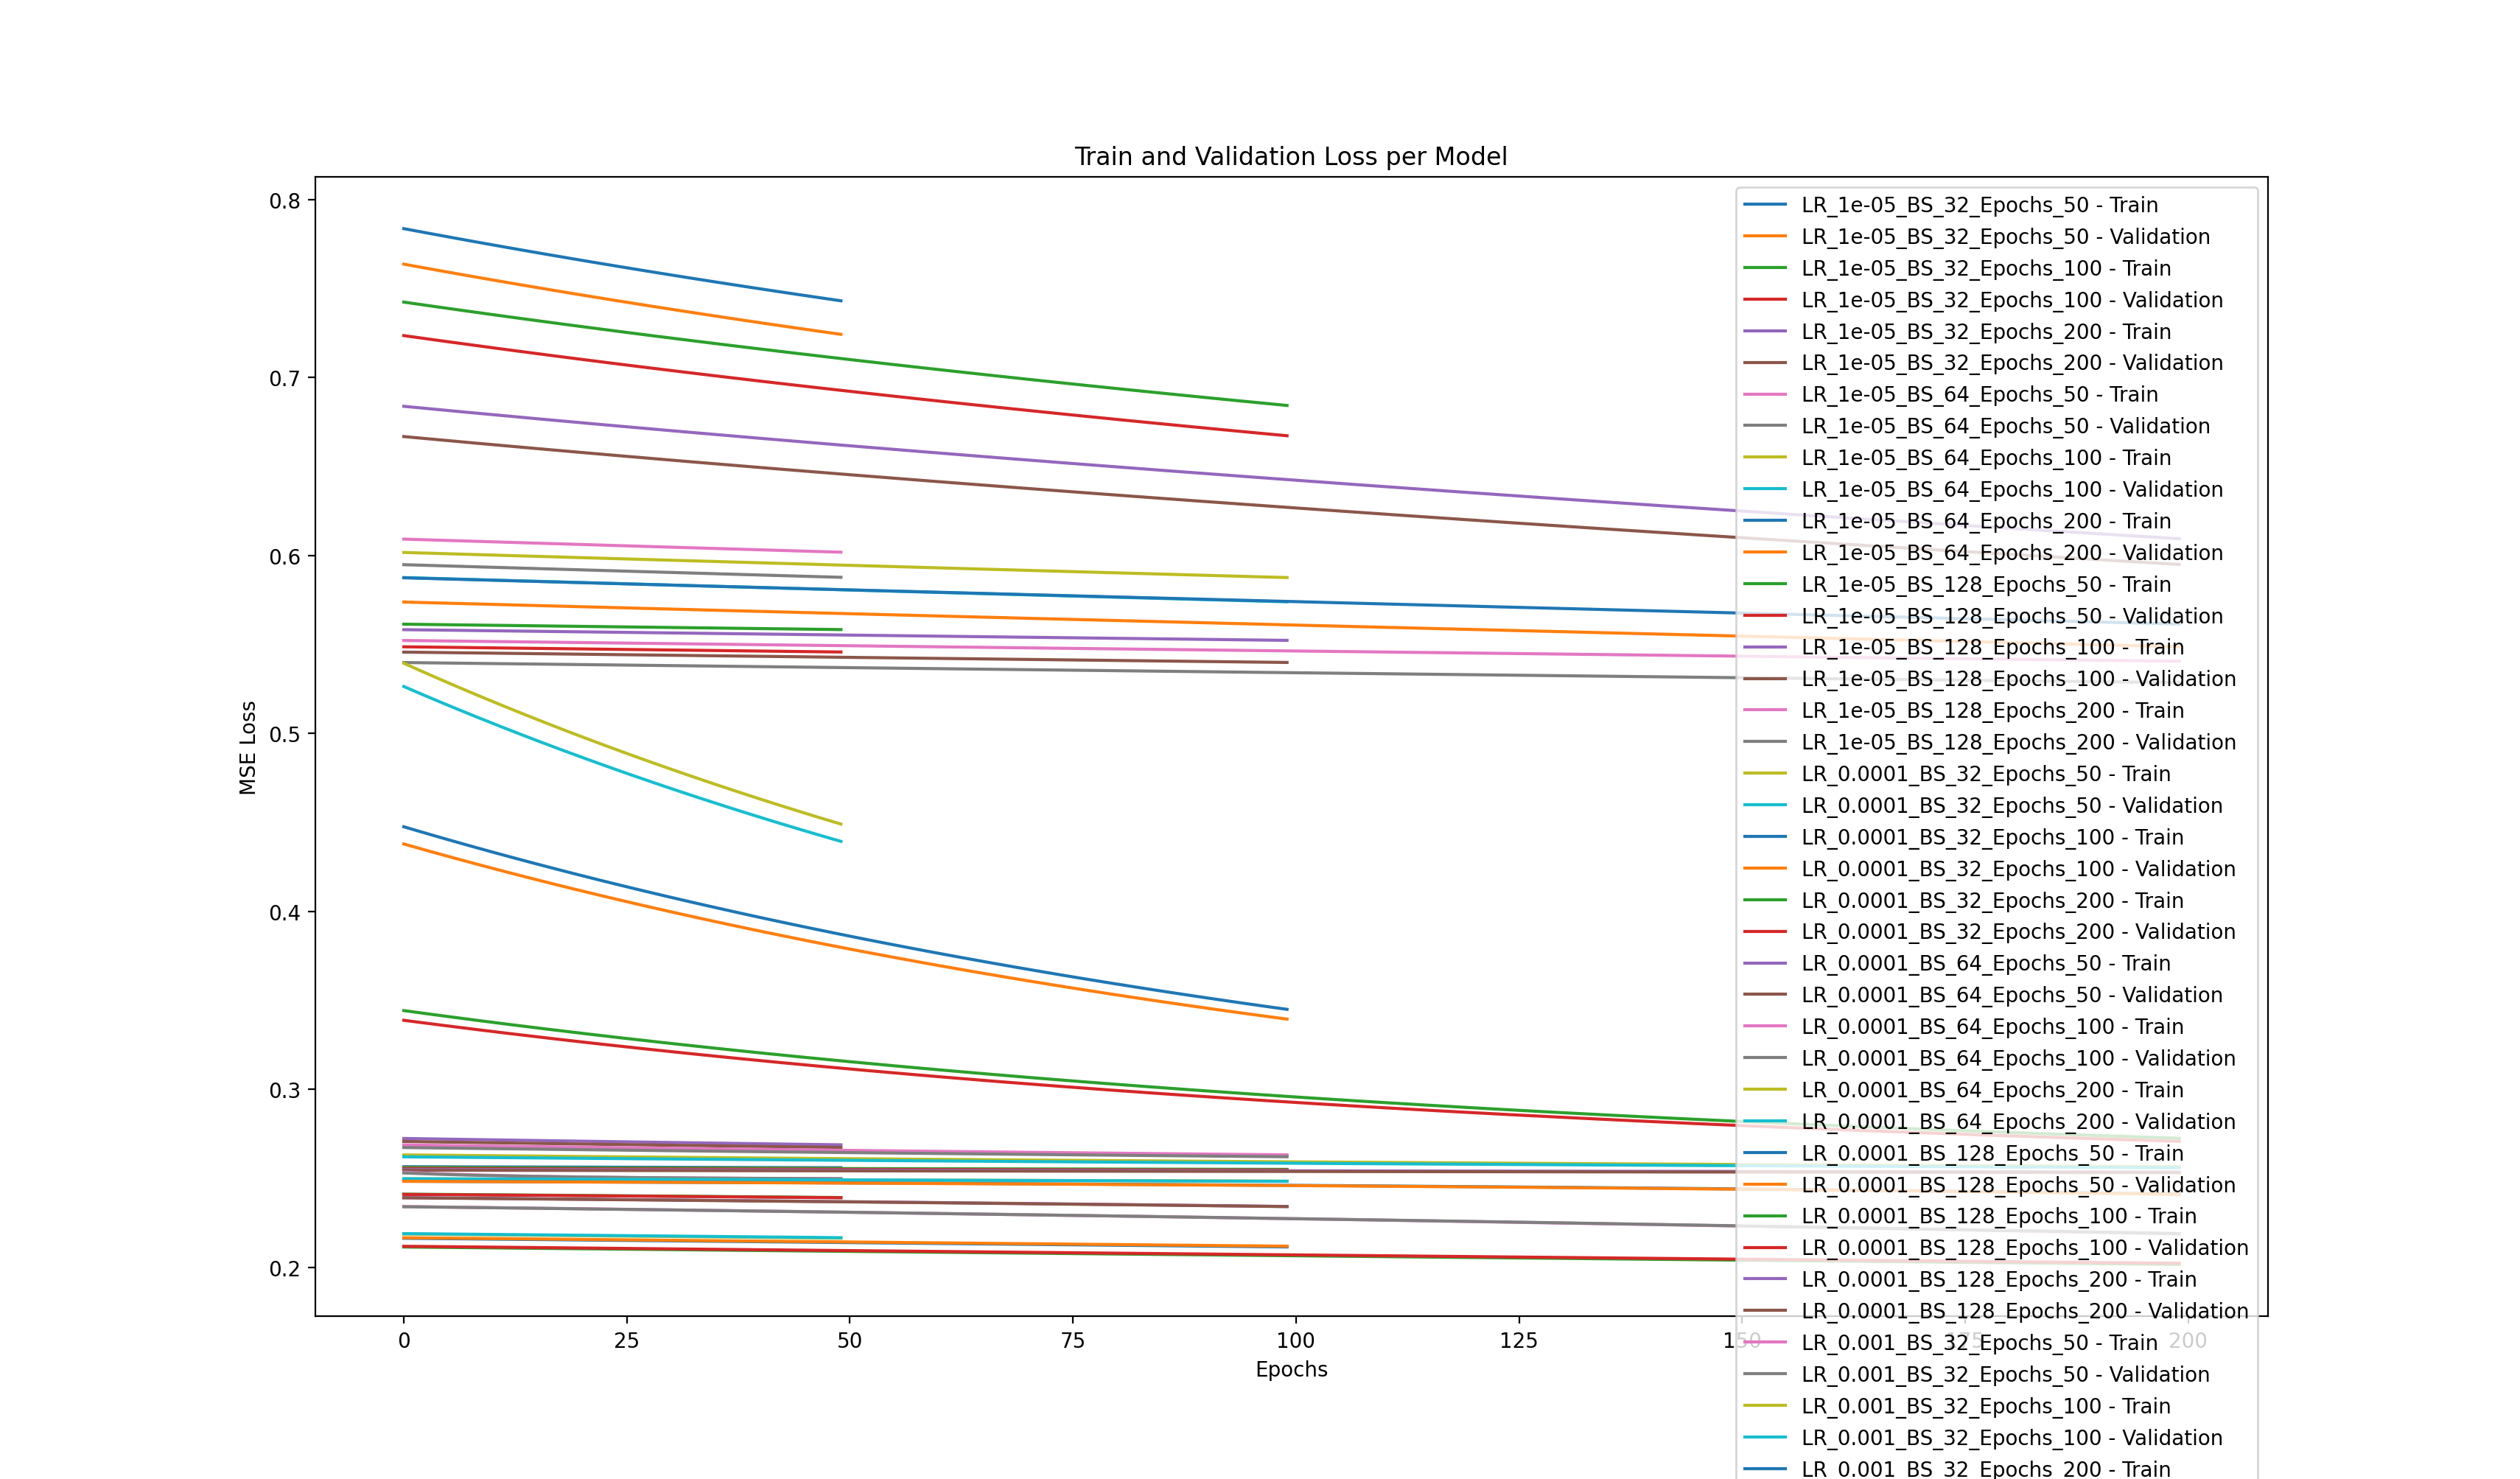 Train and Validation Loss per Model
0.8
0.7
0.6
0.5
0.4
0.3
0.2
MSE Loss
0 25 50 75 100 125 150 175 200
Epochs
LR_1e-05_BS_32_Epochs_50 - Train
LR_1e-05_BS_32_Epochs_50 - Validation
LR_1e-05_BS_32_Epochs_100 - Train
LR_1e-05_BS_32_Epochs_100 - Validation
LR_1e-05_BS_32_Epochs_200 - Train
LR_1e-05_BS_32_Epochs_200 - Validation
LR_1e-05_BS_64_Epochs_50 - Train
LR_1e-05_BS_64_Epochs_50 - Validation
LR_1e-05_BS_64_Epochs_100 - Train
LR_1e-05_BS_64_Epochs_100 - Validation
LR_1e-05_BS_64_Epochs_200 - Train
LR_1e-05_BS_64_Epochs_200 - Validation
LR_1e-05_BS_128_Epochs_50 - Train
LR_1e-05_BS_128_Epochs_50 - Validation
LR_1e-05_BS_128_Epochs_100 - Train
LR_1e-05_BS_128_Epochs_100 - Validation
LR_1e-05_BS_128_Epochs_200 - Train
LR_1e-05_BS_128_Epochs_200 - Validation
LR_0.0001_BS_32_Epochs_50 - Train
LR_0.0001_BS_32_Epochs_50 - Validation
LR_0.0001_BS_32_Epochs_100 - Train
LR_0.0001_BS_32_Epochs_100 - Validation
LR_0.0001_BS_32_Epochs_200 - Train
LR_0.0001_BS_32_Epochs_200 - Validation
LR_0.0001_BS_64_Epochs_50 - Train
LR_0.0001_BS_64_Epochs_50 - Validation
LR_0.0001_BS_64_Epochs_100 - Train
LR_0.0001_BS_64_Epochs_100 - Validation
LR_0.0001_BS_64_Epochs_200 - Train
LR_0.0001_BS_64_Epochs_200 - Validation
LR_0.0001_BS_128_Epochs_50 - Train
LR_0.0001_BS_128_Epochs_50 - Validation
LR_0.0001_BS_128_Epochs_100 - Train
LR_0.0001_BS_128_Epochs_100 - Validation
LR_0.0001_BS_128_Epochs_200 - Train
LR_0.0001_BS_128_Epochs_200 - Validation
LR_0.001_BS_32_Epochs_50 - Train
LR_0.001_BS_32_Epochs_50 - Validation
LR_0.001_BS_32_Epochs_100 - Train
LR_0.001_BS_32_Epochs_100 - Validation
LR_0.001_BS_32_Epochs_200 - Train